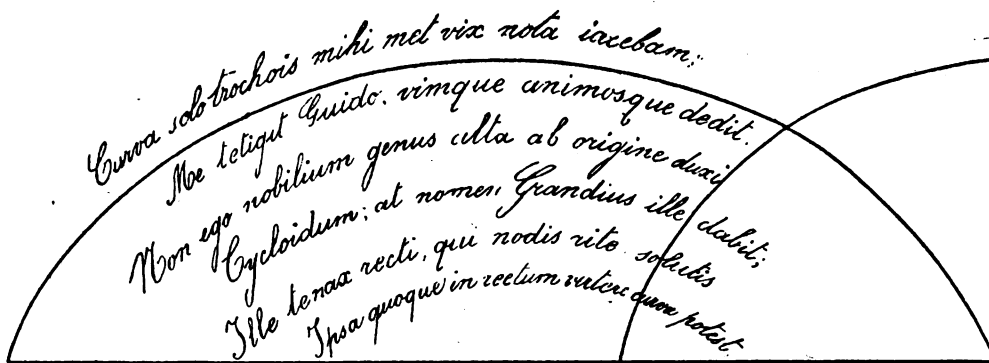 Curva solo trochois mihi met vix nota iacebam;
Me tetigit Guido, vimque animosque dedit.
Non ego nobilium genus alta ab origine duxi
Cycloidum; at nomen, Grandius ille dabit;
Ille tenax recti, qui nodis rite solutis
Ipsa quoque in rectum vertere curva potest.